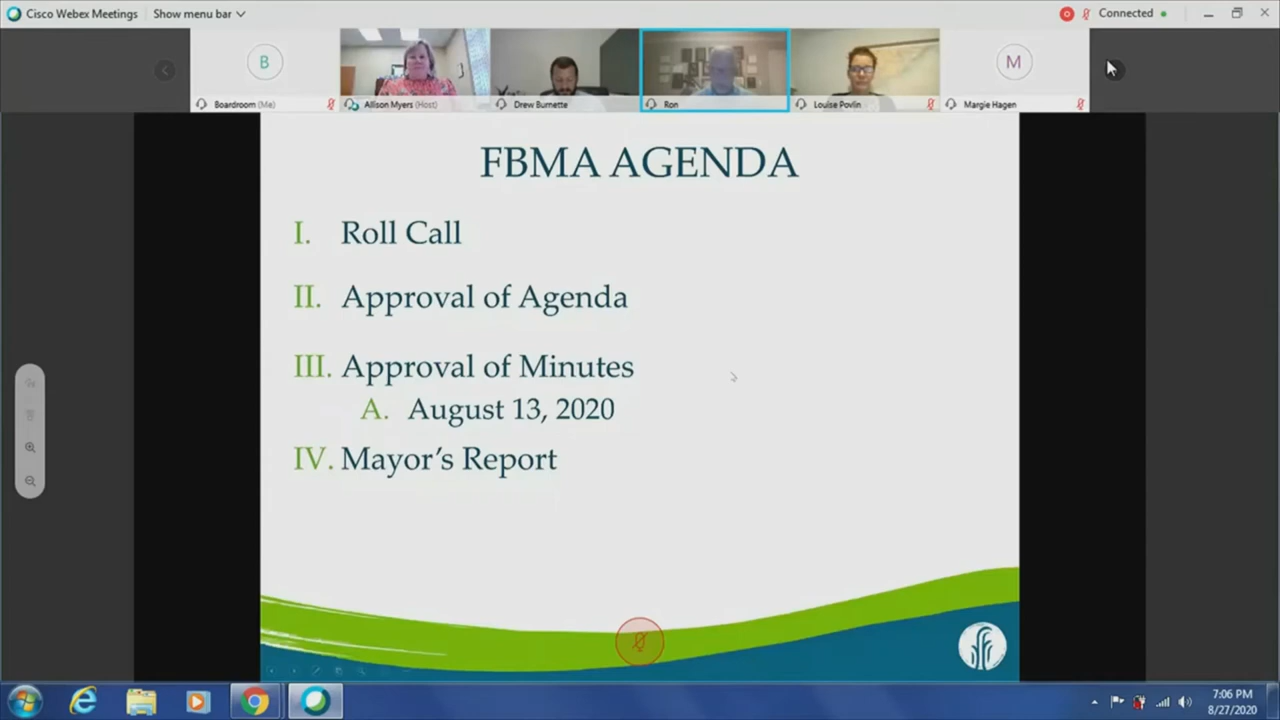 Cisco Webex Meetings Show menu bar Connected
B M
Boardroom (Me) Allison Myers (Host) Drew Burnette Ron Louise Povlin Margie Hagen
FBMA AGENDA
I. Roll Call
II. Approval of Agenda
III. Approval of Minutes
A. August 13, 2020
IV. Mayor's Report
7:06 PM
8/27/2020